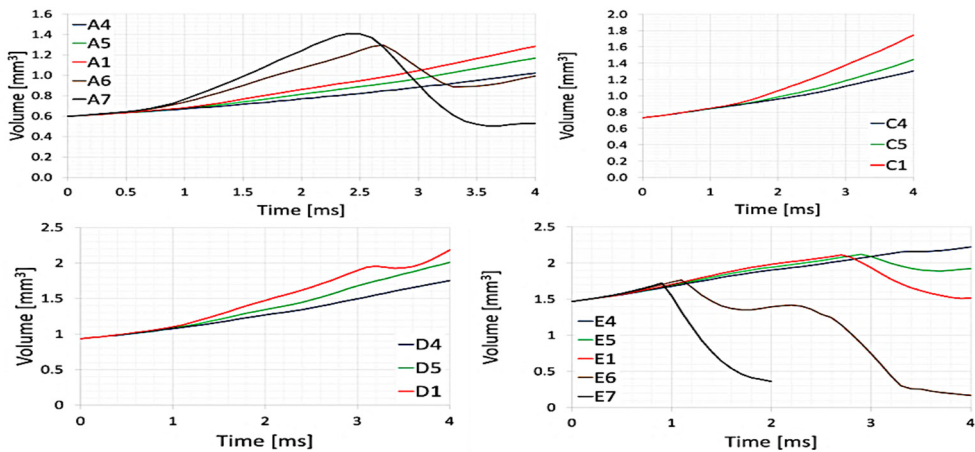 1.6
1.4
1.2
1.0
0.8
0.6
0.4
0.2
0.0
Volume [mm³]
A4
A5
A1
A6
A7
0 0.5 1 1.5 2 2.5 3 3.5 4
Time [ms]
2.0
1.8
1.6
1.4
1.2
1.0
0.8
0.6
0.4
0.2
0.0
Volume [mm³]
C4
C5
C1
0 1 2 3 4
Time [ms]
2.5
2
1.5
1
0.5
0
Volume [mm³]
D4
D5
D1
0 1 2 3 4
Time [ms]
2.5
2
1.5
1
0.5
0
Volume [mm³]
E4
E5
E1
E6
E7
0 1 2 3 4
Time [ms]